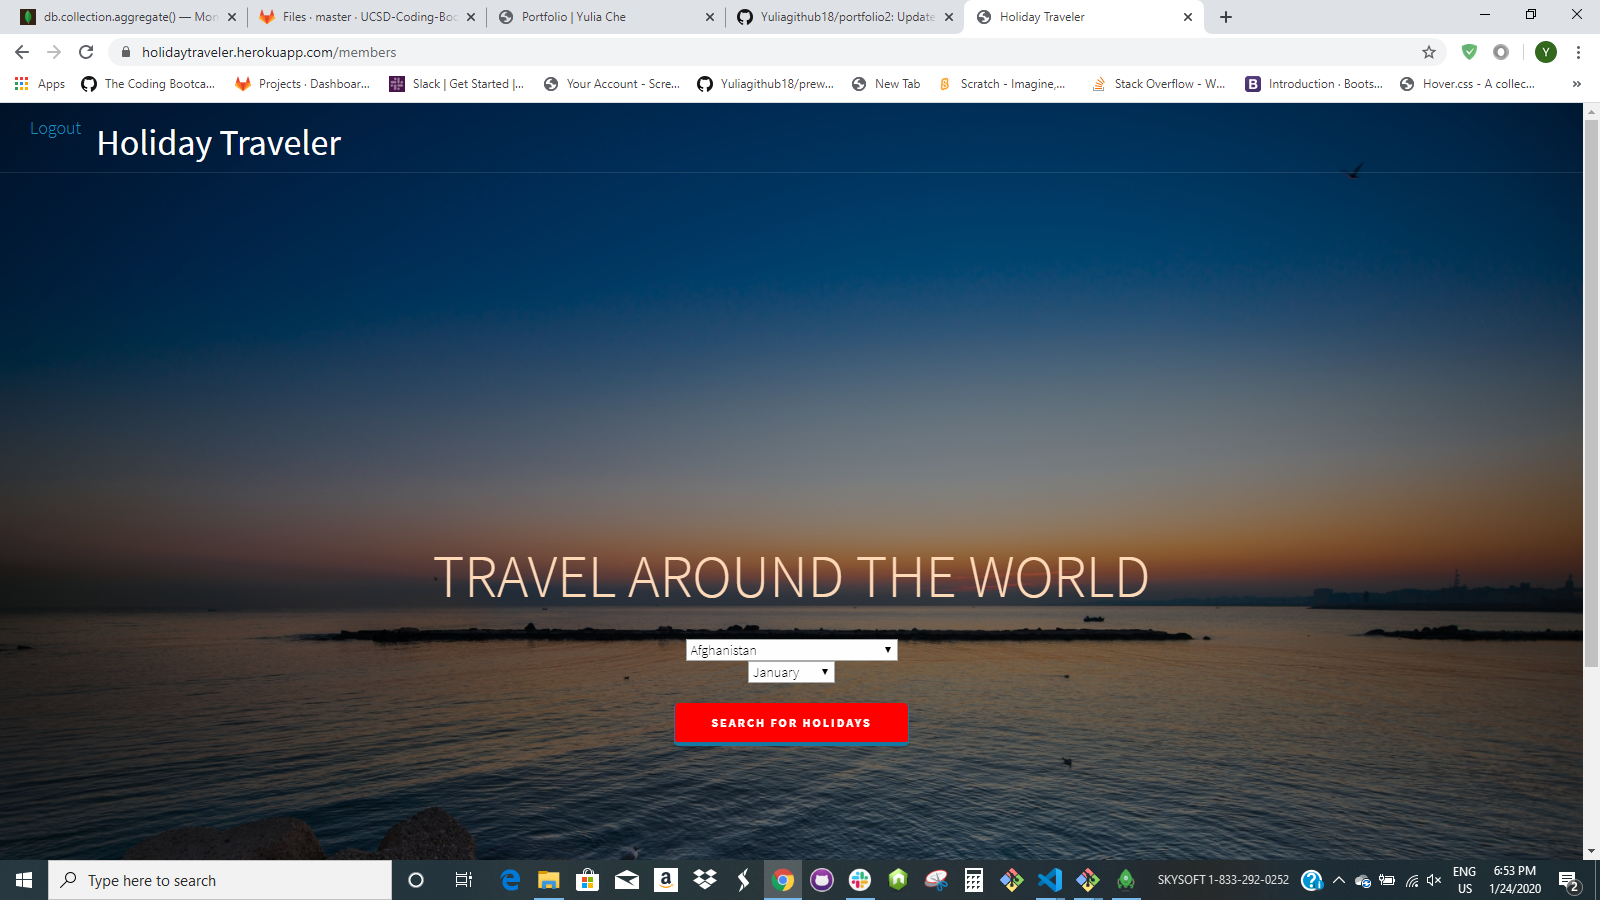 db.collection.aggregate() — Mon
Files · master · UCSD-Coding-Boo
Portfolio | Yulia Che
Yuliagithub18/portfolio2: Update
Holiday Traveler
holidaytraveler.herokuapp.com/members
Y
Apps
The Coding Bootca...
Projects · Dashboar...
Slack | Get Started |...
Your Account - Scre...
Yuliagithub18/prew...
New Tab
Scratch - Imagine,...
Stack Overflow - W...
B
Introduction · Boots...
Hover.css - A collec...
»
Logout
Holiday Traveler
TRAVEL AROUND THE WORLD
Afghanistan
January
SEARCH FOR HOLIDAYS
Type here to search
SKYSOFT 1-833-292-0252
ENG
US
6:53 PM
1/24/2020
2